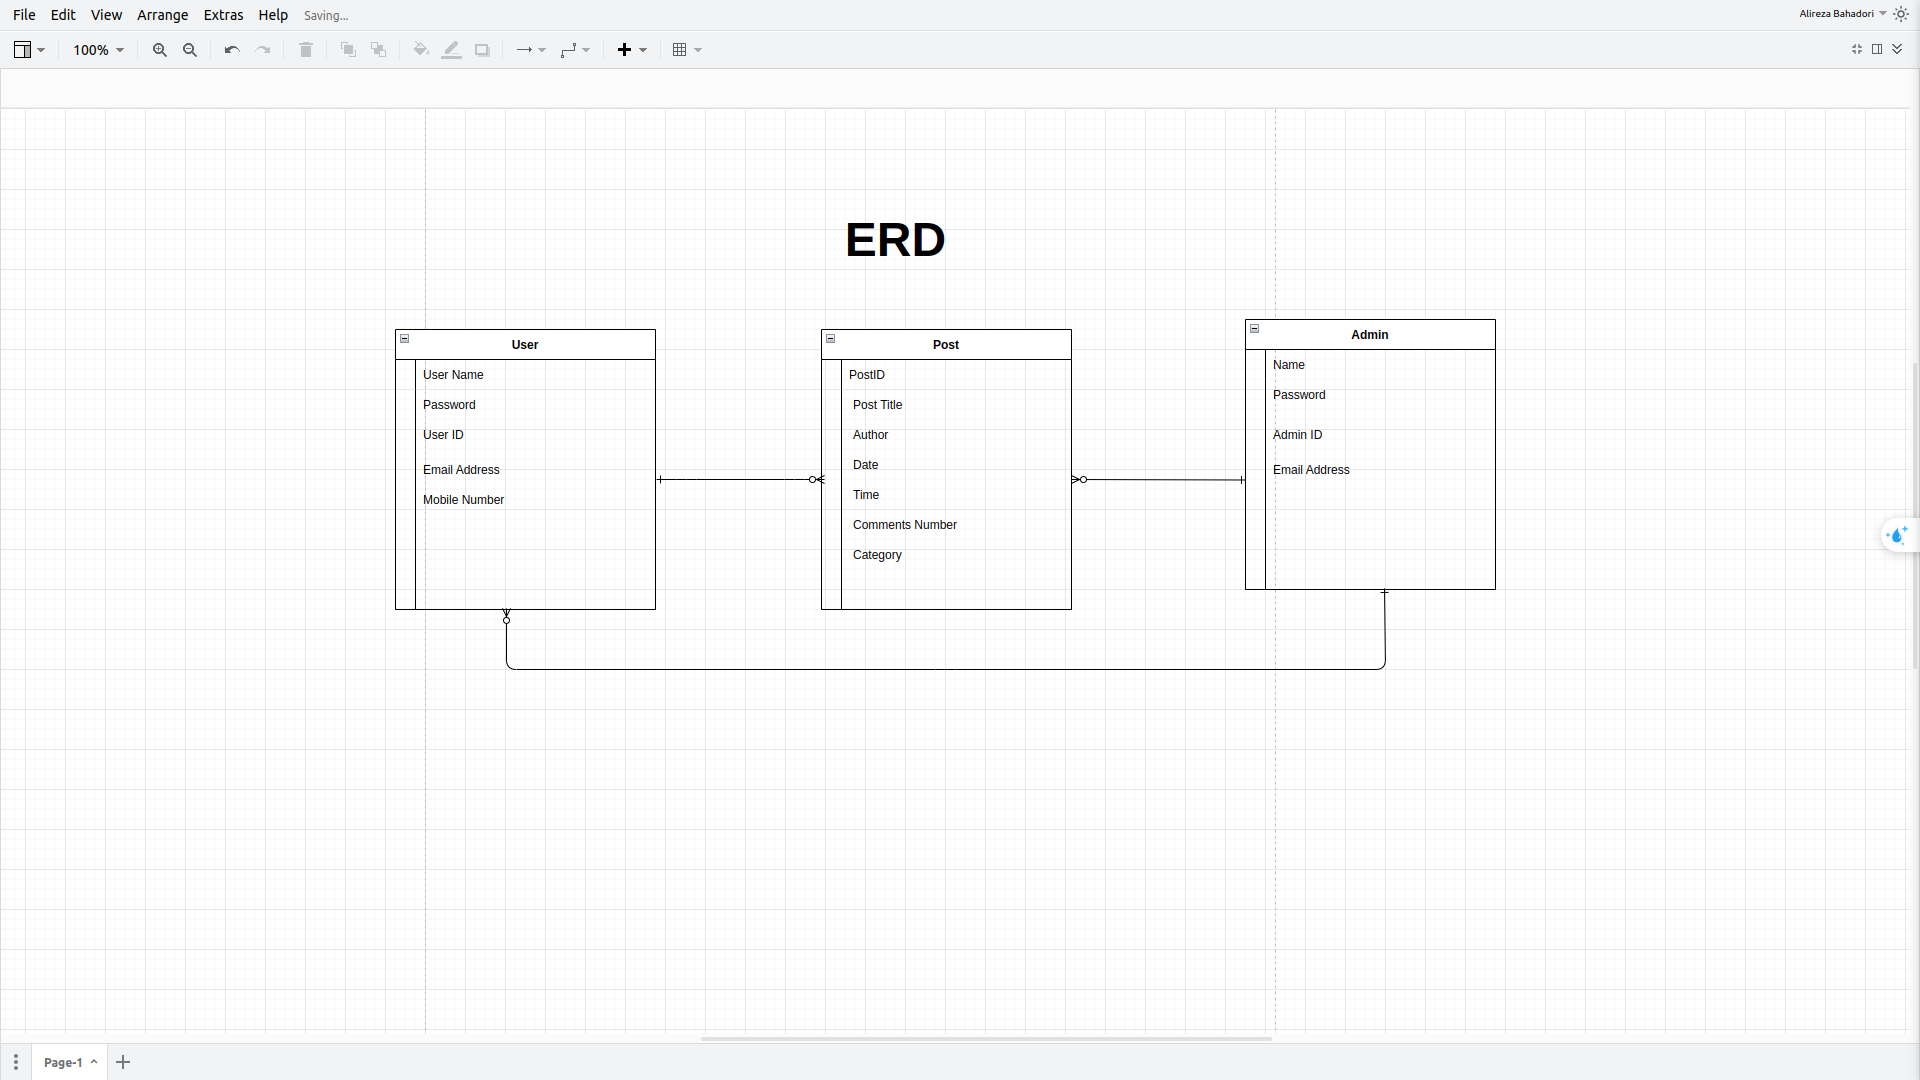 File Edit View Arrange Extras Help Saving...
Alireza Bahadori
100%
ERD
User
User Name
Password
User ID
Email Address
Mobile Number
Post
PostID
Post Title
Author
Date
Time
Comments Number
Category
Admin
Name
Password
Admin ID
Email Address
Page-1